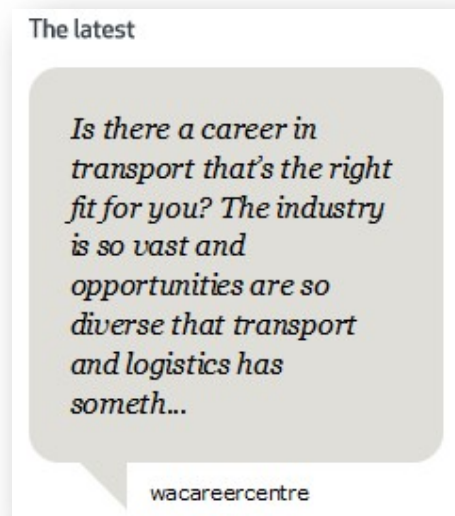 The latest
Is there a career in
transport that's the right
fit for you? The industry
is so vast and
opportunities are so
diverse that transport
and logistics has
someth...
wacareercentre